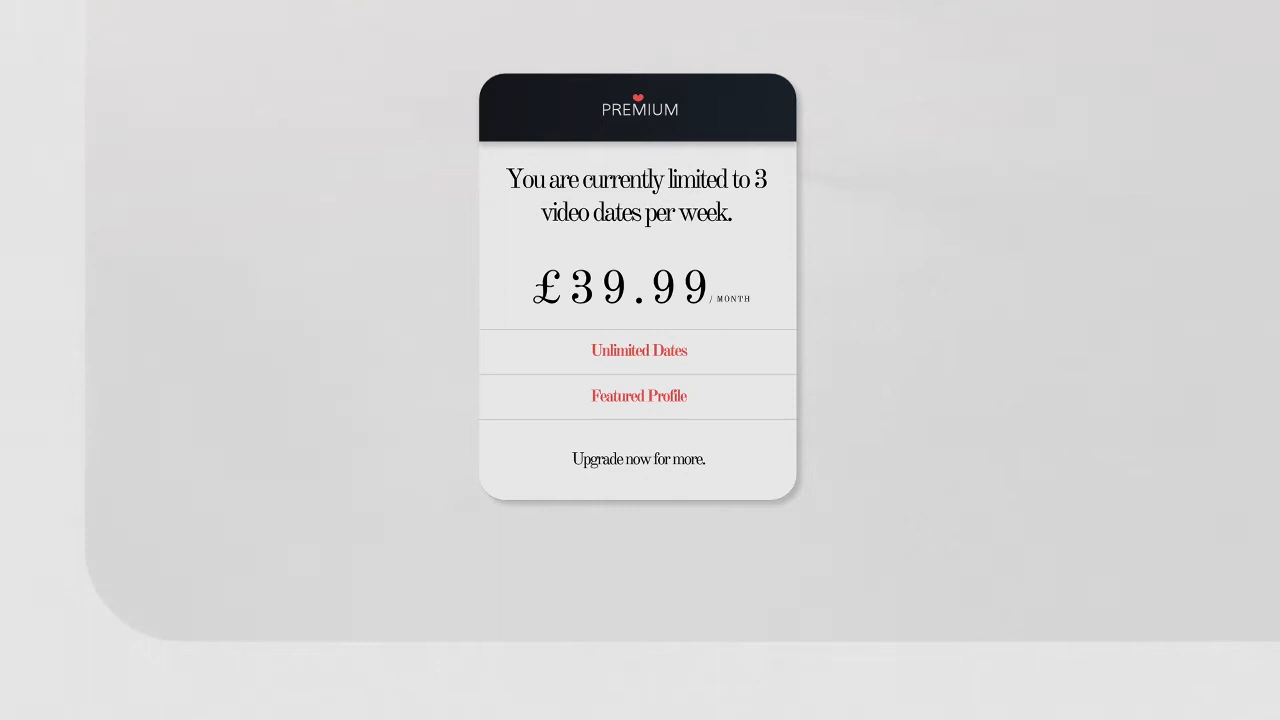 PREMIUM
You are currently limited to 3
video dates per week.
£39.99 / MONTH
Unlimited Dates
Featured Profile
Upgrade now for more.